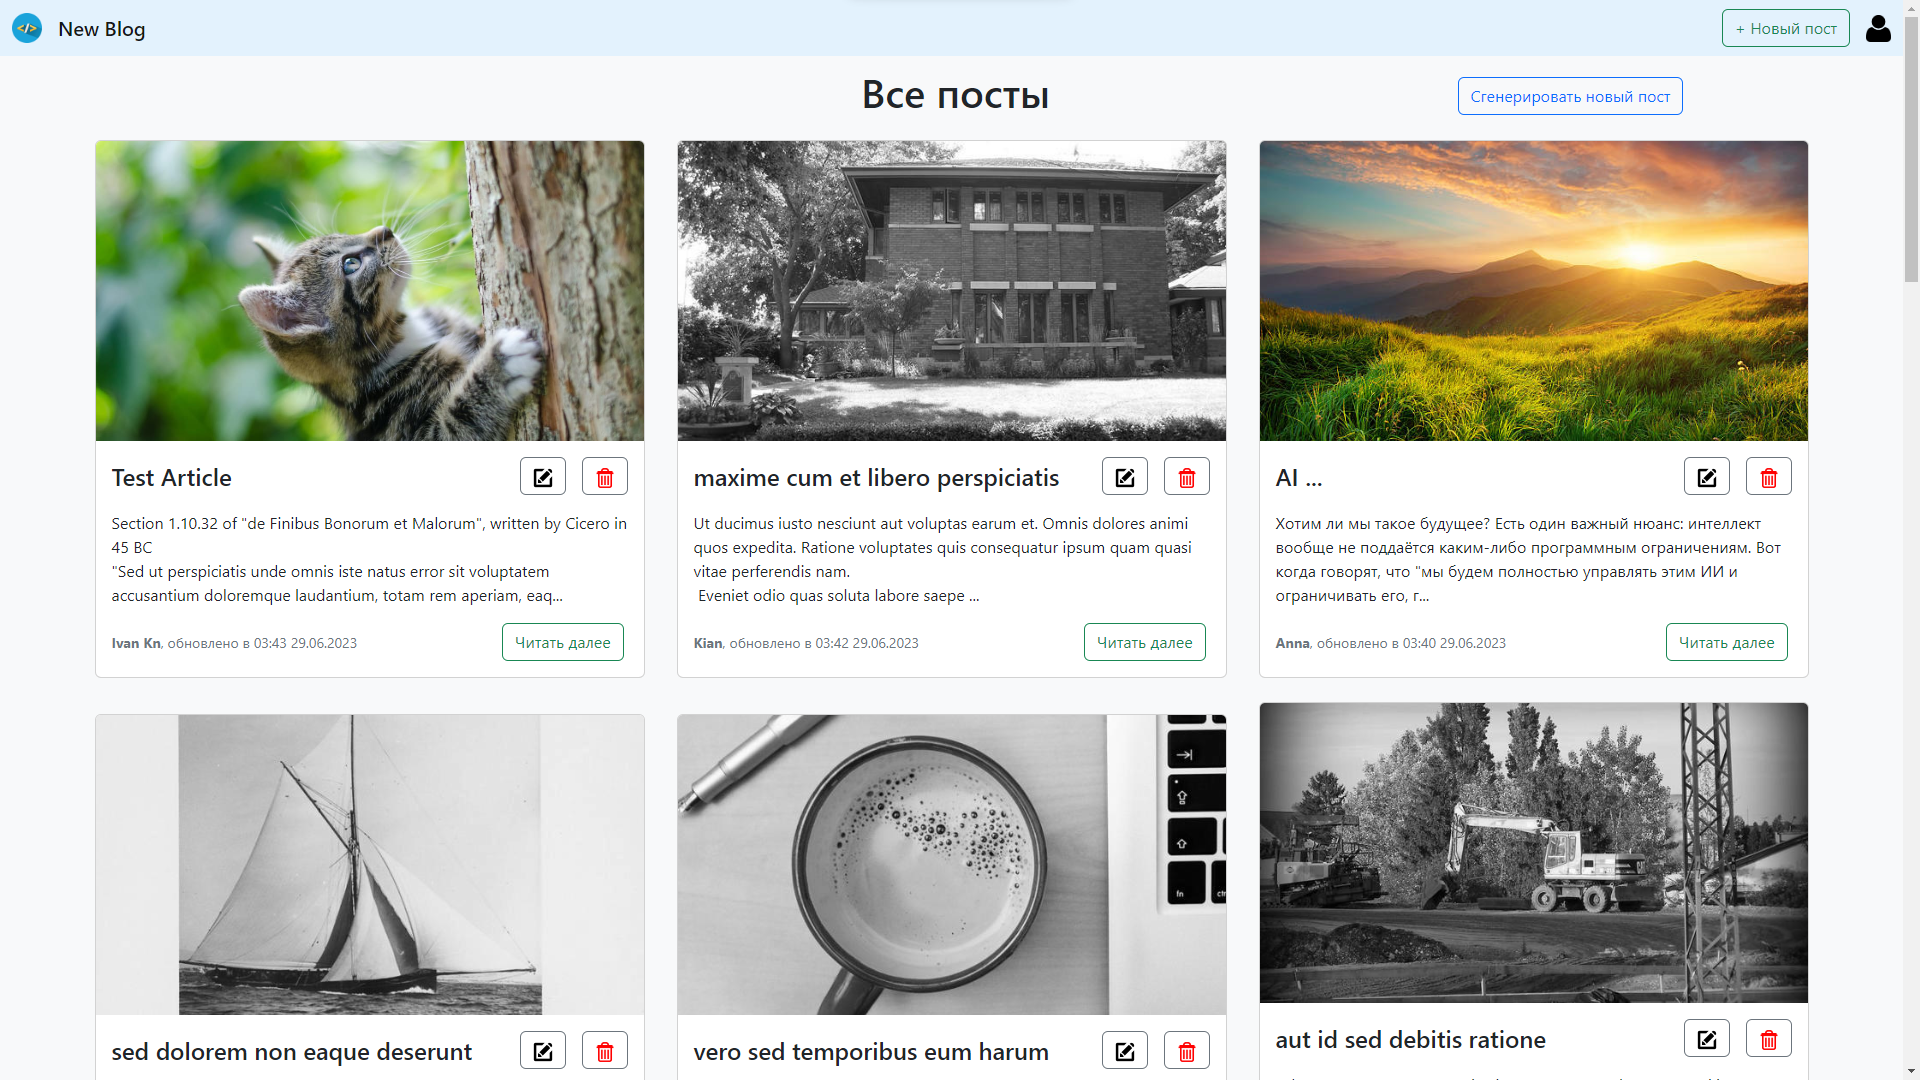 New Blog
+ Новый пост
Все посты
Сгенерировать новый пост
Test Article
Section 1.10.32 of "de Finibus Bonorum et Malorum", written by Cicero in
45 BC
"Sed ut perspiciatis unde omnis iste natus error sit voluptatem
accusantium doloremque laudantium, totam rem aperiam, eaq...
Ivan Kn, обновлено в 03:43 29.06.2023
Читать далее
maxime cum et libero perspiciatis
Ut ducimus iusto nesciunt aut voluptas earum et. Omnis dolores animi
quos expedita. Ratione voluptates quis consequatur ipsum quam quasi
vitae perferendis nam.
Eveniet odio quas soluta labore saepe ...
Kian, обновлено в 03:42 29.06.2023
Читать далее
AI ...
Хотим ли мы такое будущее? Есть один важный нюанс: интеллект
вообще не поддаётся каким-либо программным ограничениям. Вот
когда говорят, что "мы будем полностью управлять этим ИИ и
ограничивать его, г...
Anna, обновлено в 03:40 29.06.2023
Читать далее
sed dolorem non eaque deserunt
fn
vero sed temporibus eum harum
aut id sed debitis ratione